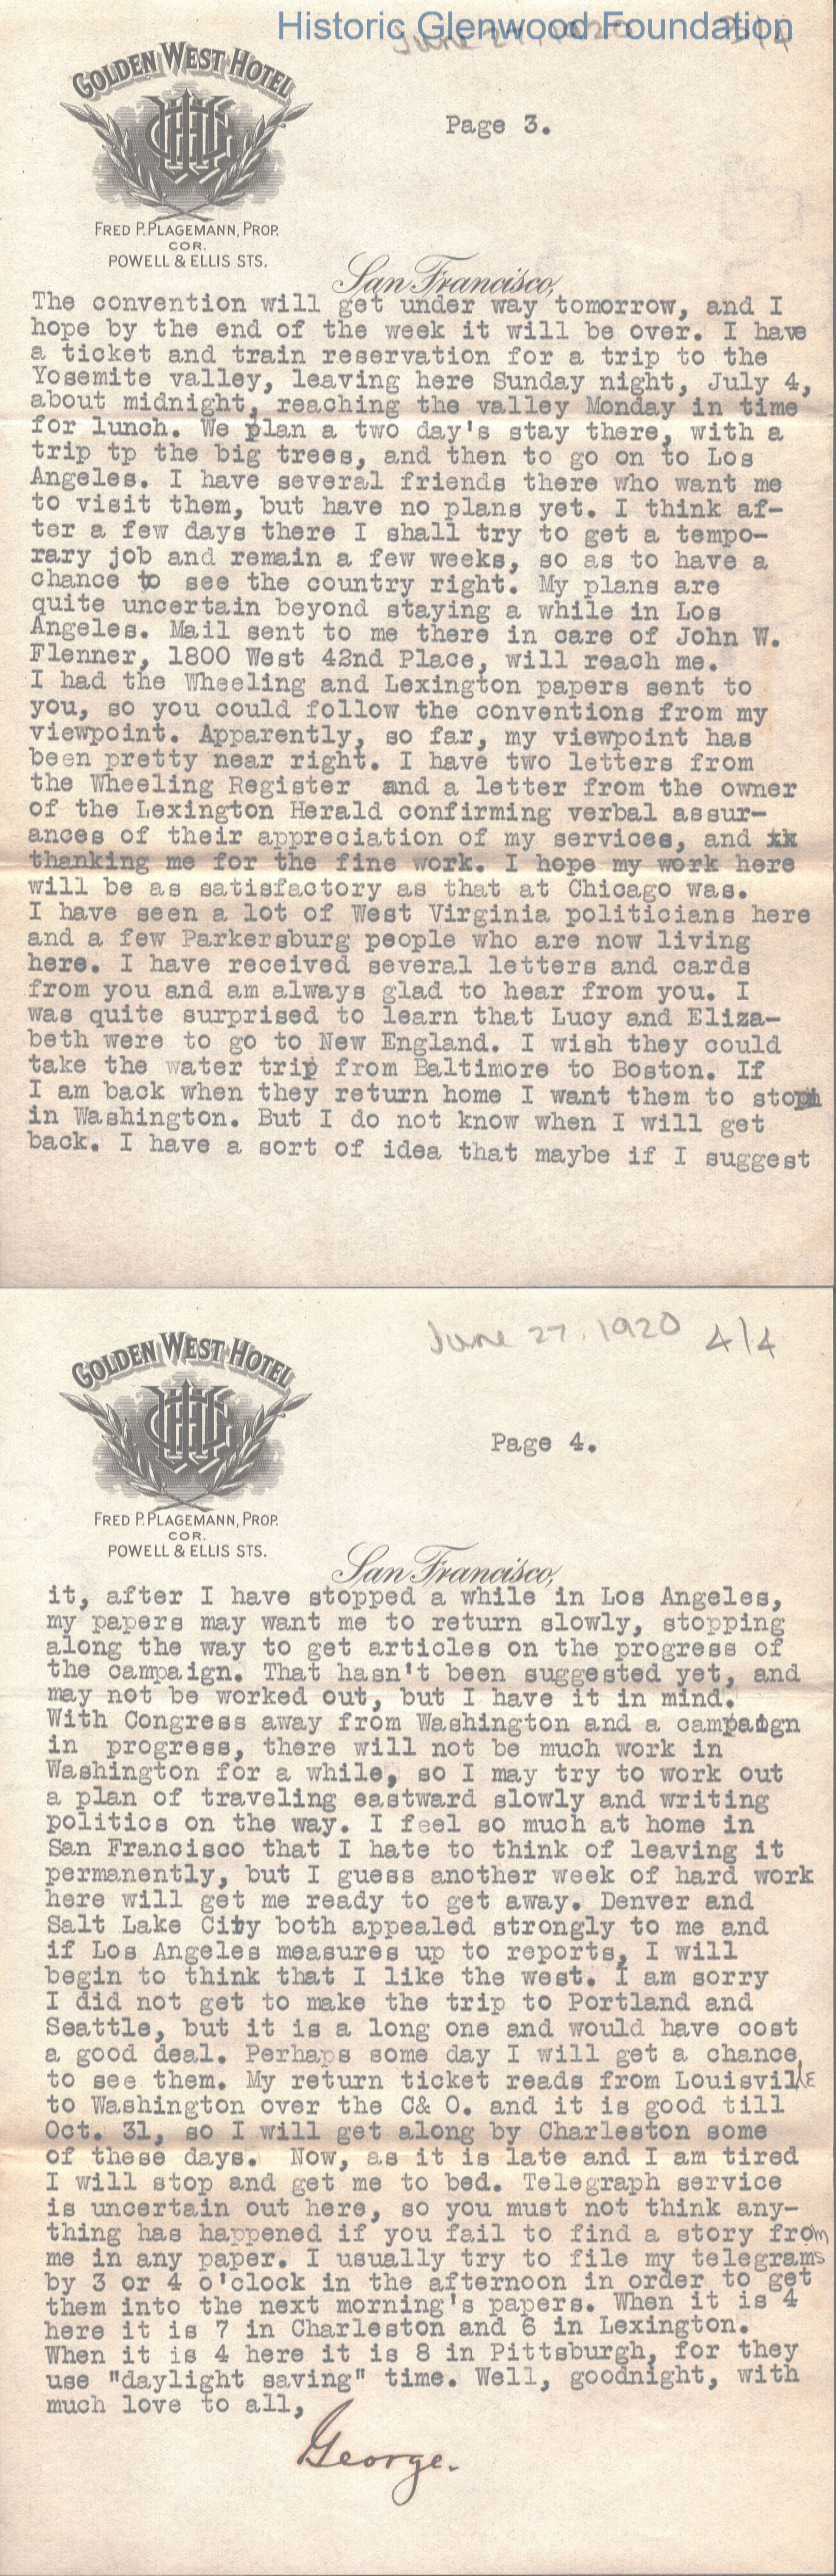 Historic Glenwood Foundation
June 27, 1920 3/4
GOLDEN WEST HOTEL
Page 3.
FRED P. PLAGEMANN, PROP.
COR.
POWELL & ELLIS STS.
San Francisco,
The convention will get under way tomorrow, and I
hope by the end of the week it will be over. I have
a ticket and train reservation for a trip to the
Yosemite valley, leaving here Sunday night, July 4,
about midnight, reaching the valley Monday in time
for lunch. We plan a two day's stay there, with a
trip tp the big trees, and then to go on to Los
Angeles. I have several friends there who want me
to visit them, but have no plans yet. I think af-
ter a few days there I shall try to get a tempo-
rary job and remain a few weeks, so as to have a
chance to see the country right. My plans are
quite uncertain beyond staying a while in Los
Angeles. Mail sent to me there in care of John W.
Flenner, 1800 West 42nd Place, will reach me.
I had the Wheeling and Lexington papers sent to
you, so you could follow the conventions from my
viewpoint. Apparently, so far, my viewpoint has
been pretty near right. I have two letters from
the Wheeling Register and a letter from the owner
of the Lexington Herald confirming verbal assur-
ances of their appreciation of my services, and xx
thanking me for the fine work. I hope my work here
will be as satisfactory as that at Chicago was.
I have seen a lot of West Virginia politicians here
and a few Parkersburg people who are now living
here. I have received several letters and cards
from you and am always glad to hear from you. I
was quite surprised to learn that Lucy and Eliza-
beth were to go to New England. I wish they could
take the water trip from Baltimore to Boston. If
I am back when they return home I want them to stop
in Washington. But I do not know when I will get
back. I have a sort of idea that maybe if I suggest
June 27, 1920 4/4
GOLDEN WEST HOTEL
Page 4.
FRED P. PLAGEMANN, PROP.
COR.
POWELL & ELLIS STS.
San Francisco,
it, after I have stopped a while in Los Angeles,
my papers may want me to return slowly, stopping
along the way to get articles on the progress of
the campaign. That hasn't been suggested yet, and
may not be worked out, but I have it in mind.
With Congress away from Washington and a campaign
in progress, there will not be much work in
Washington for a while, so I may try to work out
a plan of traveling eastward slowly and writing
politics on the way. I feel so much at home in
San Francisco that I hate to think of leaving it
permanently, but I guess another week of hard work
here will get me ready to get away. Denver and
Salt Lake City both appealed strongly to me and
if Los Angeles measures up to reports, I will
begin to think that I like the west. I am sorry
I did not get to make the trip to Portland and
Seattle, but it is a long one and would have cost
a good deal. Perhaps some day I will get a chance
to see them. My return ticket reads from Louisville
to Washington over the C& O. and it is good till
Oct. 31, so I will get along by Charleston some
of these days. Now, as it is late and I am tired
I will stop and get me to bed. Telegraph service
is uncertain out here, so you must not think any-
thing has happened if you fail to find a story from
me in any paper. I usually try to file my telegrams
by 3 or 4 o'clock in the afternoon in order to get
them into the next morning's papers. When it is 4
here it is 7 in Charleston and 6 in Lexington.
When it is 4 here it is 8 in Pittsburgh, for they
use "daylight saving" time. Well, goodnight, with
much love to all,
George.